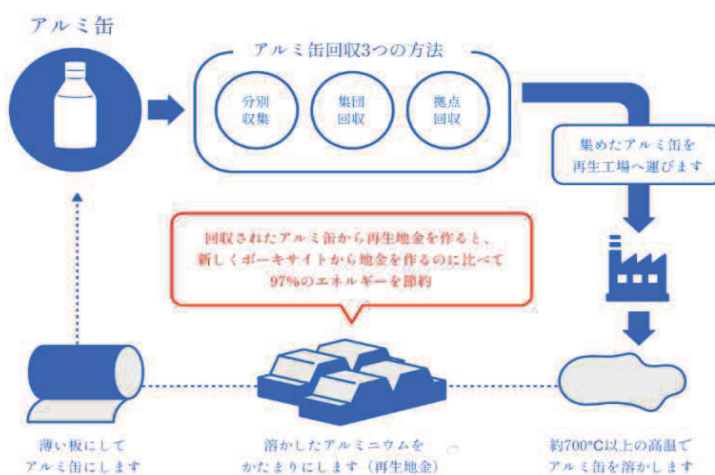 アルミ缶
アルミ缶回収3つの方法
分別
収集
集団
回収
拠点
回収
集めたアルミ缶を
再生工場へ運びます
回収されたアルミ缶から再生地金を作ると、
新しくボーキサイトから地金を作るのに比べて
97%のエネルギーを節約
薄い板にして
アルミ缶にします
溶かしたアルミニウムを
かたまりにします（再生地金）
約700℃以上の高温で
アルミ缶を溶かします